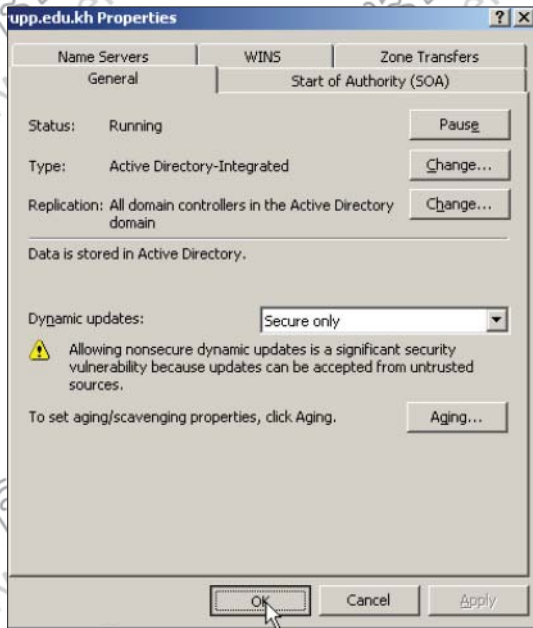 rupp.edu.kh Properties
Name Servers
WINS
Zone Transfers
General
Start of Authority (SOA)
Status:
Running
Pause
Type:
Active Directory-Integrated
Change...
Replication:
All domain controllers in the Active Directory
domain
Change...
Data is stored in Active Directory.
Dynamic updates:
Secure only
Allowing nonsecure dynamic updates is a significant security
vulnerability because updates can be accepted from untrusted
sources.
To set aging/scavenging properties, click Aging.
Aging...
OK
Cancel
Apply